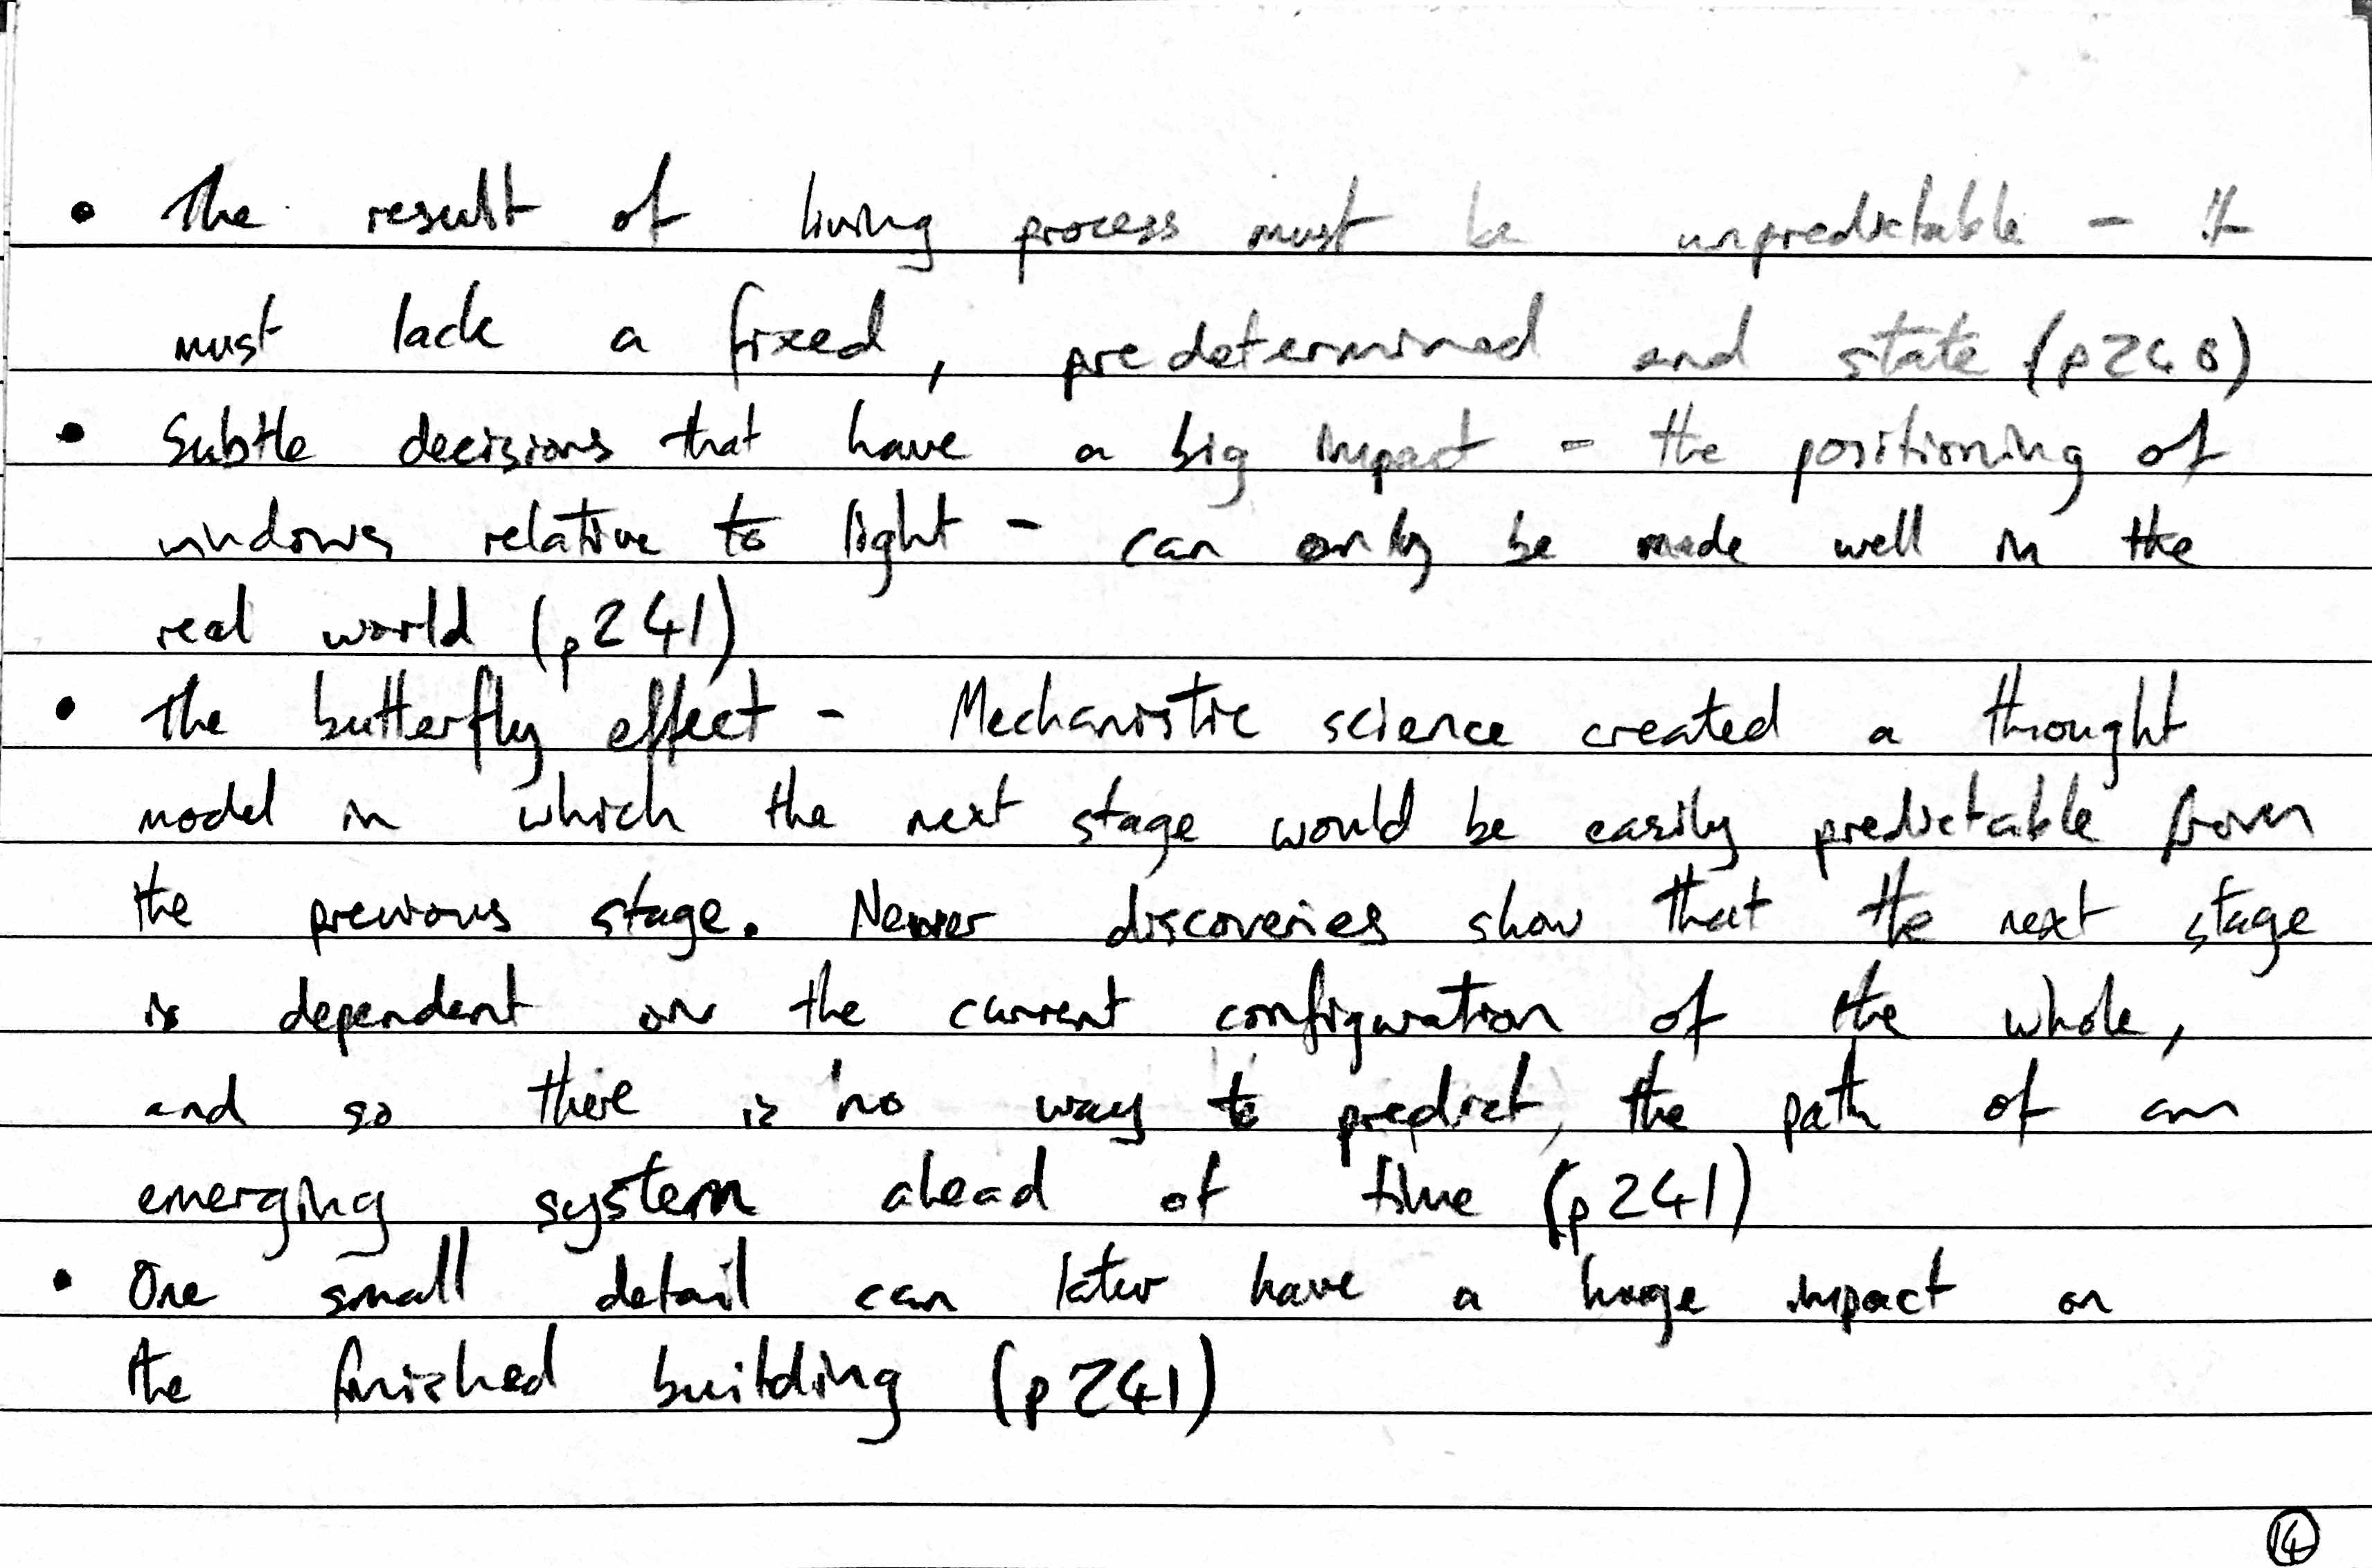 • The result of living process must be unpredictable - It
must lack a fixed, predetermined end state (p240)
• Subtle decisions that have a big impact - the positioning of
windows relative to light - can only be made well in the
real world (p241)
• The butterfly effect - Mechanistic science created a thought
model in which the next stage would be easily predictable from
the previous stage. Newer discoveries show that the next stage
is dependent on the current configuration of the whole,
and so there is no way to predict, the path of an
emerging system ahead of time (p241)
• One small detail can later have a huge impact on
the finished building (p241)
14